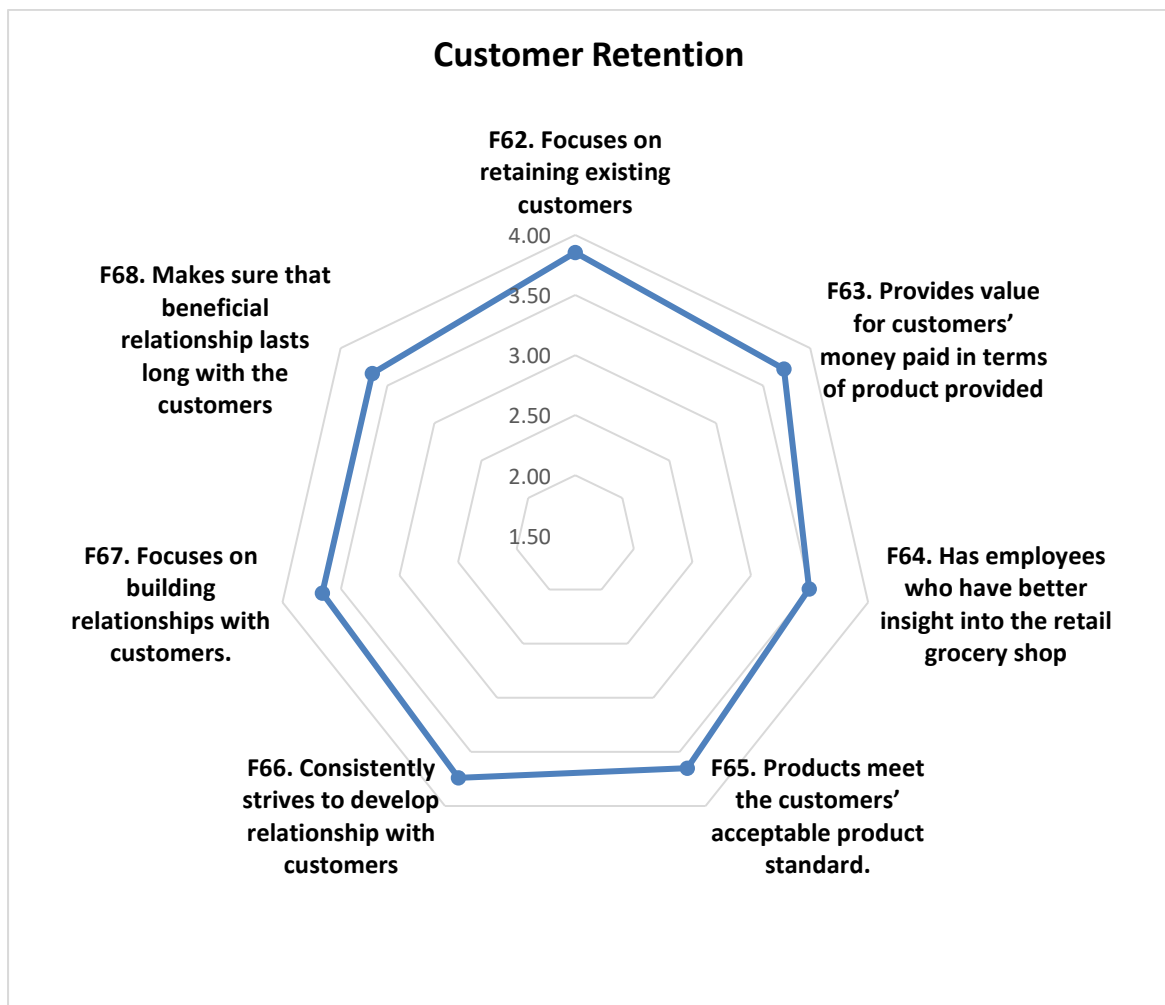 Customer Retention
F62. Focuses on
retaining existing
customers
4.00
3.50
3.00
2.50
2.00
1.50
F63. Provides value
for customers’
money paid in terms
of product provided
F64. Has employees
who have better
insight into the retail
grocery shop
F65. Products meet
the customers’
acceptable product
standard.
F66. Consistently
strives to develop
relationship with
customers
F67. Focuses on
building
relationships with
customers.
F68. Makes sure that
beneficial
relationship lasts
long with the
customers